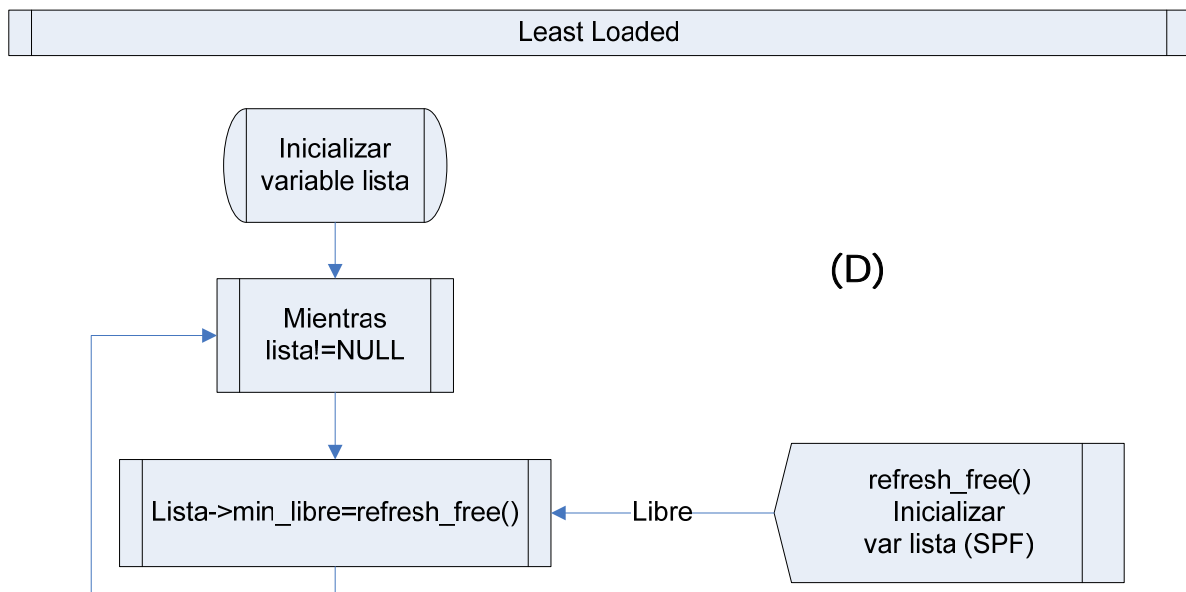 Least Loaded
Inicializar
variable lista
(D)
Mientras
lista!=NULL
Lista->min_libre=refresh_free()
Libre
refresh_free()
Inicializar
var lista (SPF)